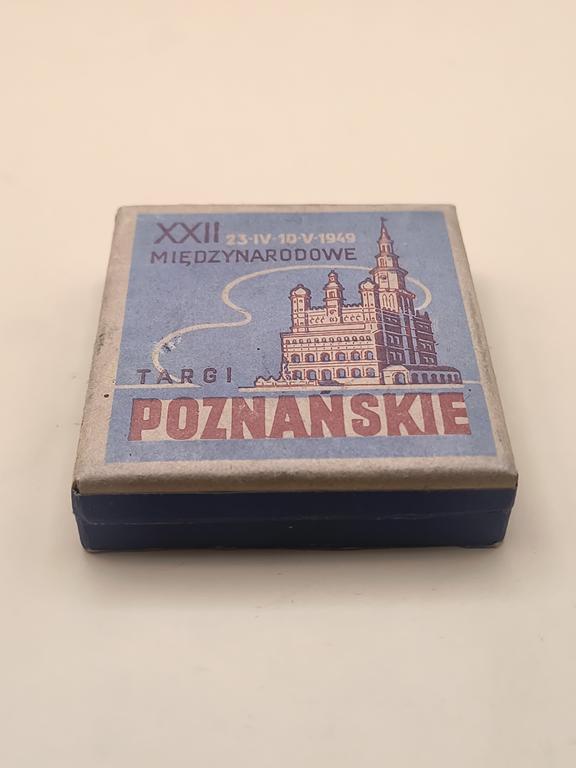 XXII 23·IV-10·V·1949
MIĘDZYNARODOWE
TARGI
POZNAŃSKIE